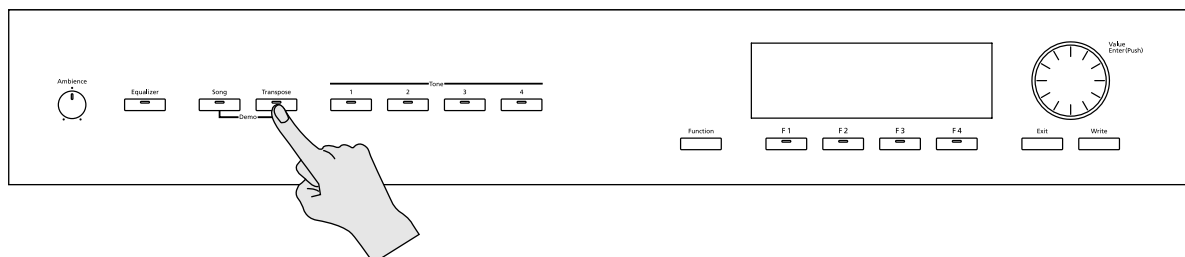 Ambience
Equalizer
Song
Transpose
Demo
Tone
1
2
3
4
Function
F 1
F 2
F 3
F 4
Value
Enter(Push)
Exit
Write